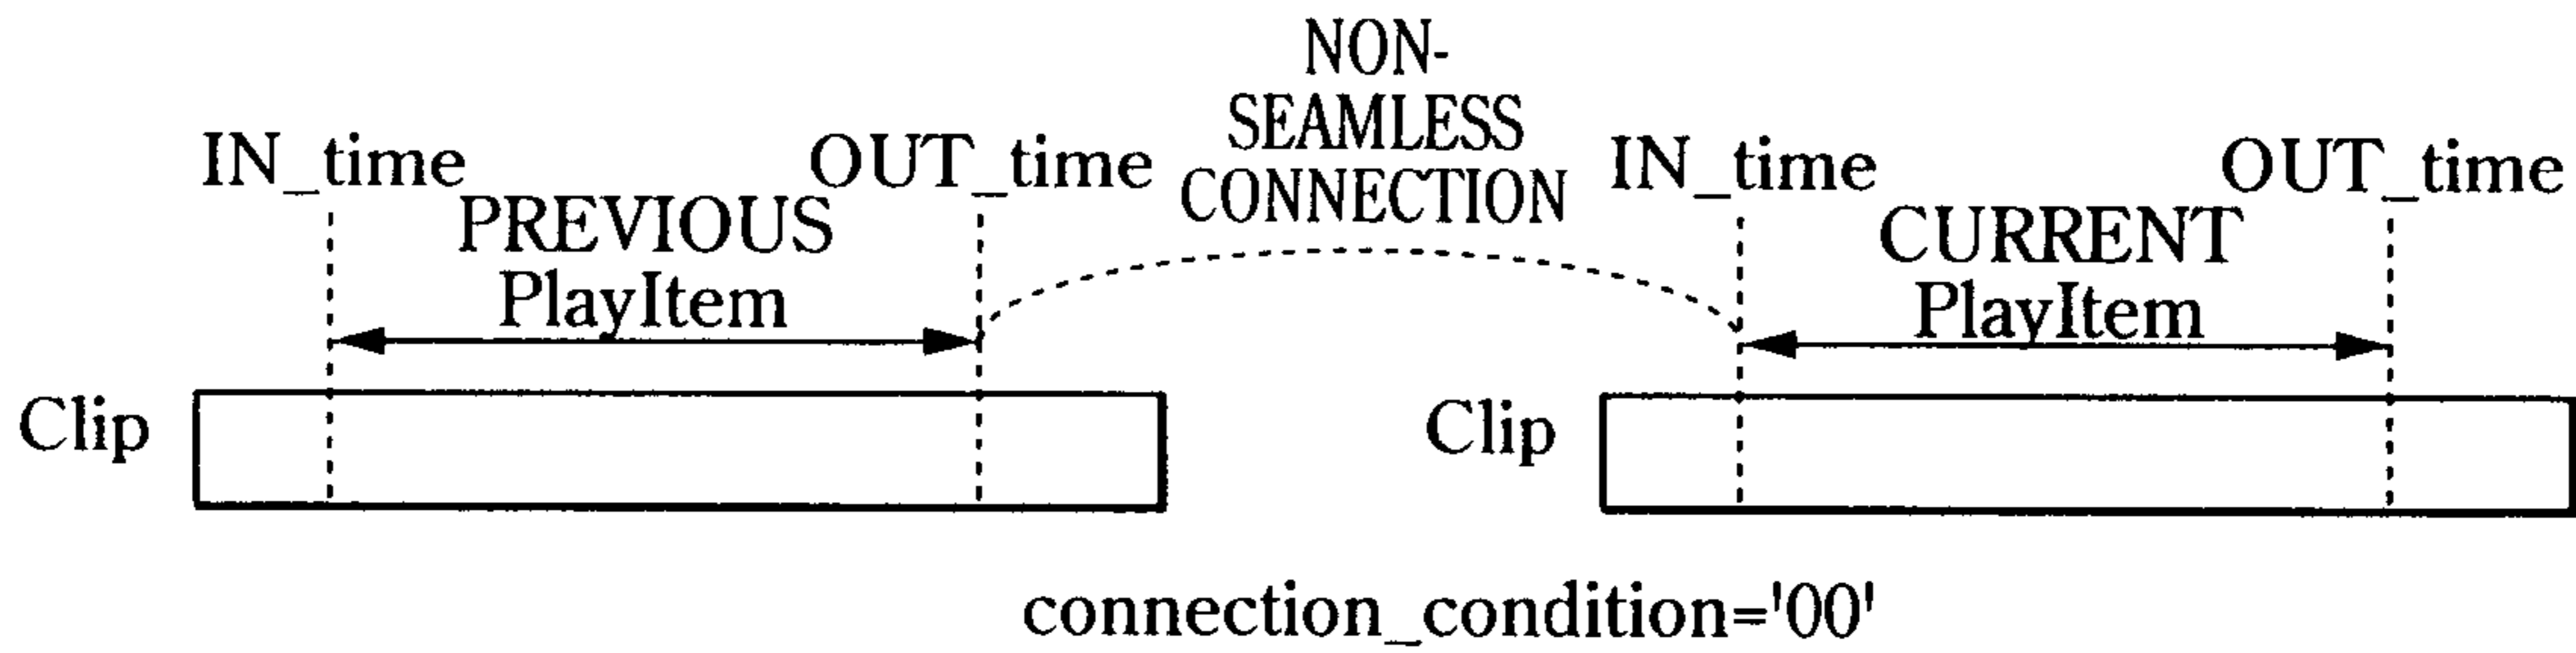 NON-
SEAMLESS
CONNECTION
IN_time
OUT_time
IN_time
OUT_time
PREVIOUS
PlayItem
CURRENT
PlayItem
Clip
Clip
connection_condition='00'